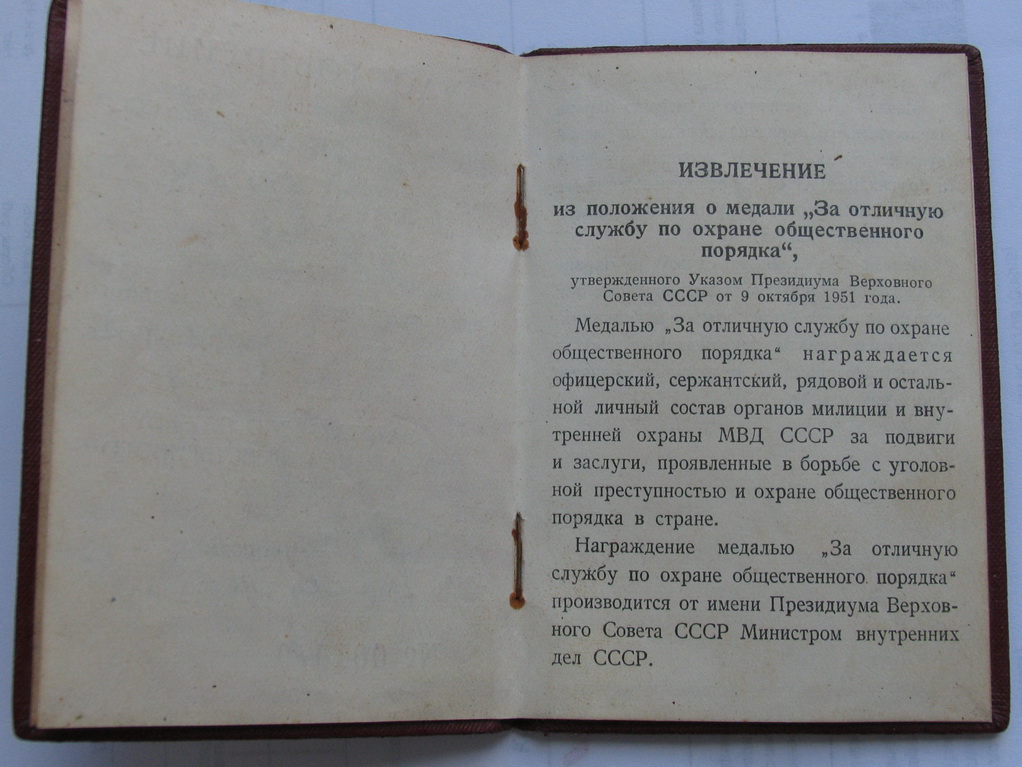 ИЗВЛЕЧЕНИЕ
из положения о медали „За отличную
службу по охране общественного
порядка“,
утвержденного Указом Президиума Верховного
Совета СССР от 9 октября 1951 года.
Медалью „За отличную службу по охране
общественного порядка“ награждается
офицерский, сержантский, рядовой и осталь-
ной личный состав органов милиции и вну-
тренней охраны МВД СССР за подвиги
и заслуги, проявленные в борьбе с уголов-
ной преступностью и охране общественного
порядка в стране.
Награждение медалью „За отличную
службу по охране общественного порядка“
производится от имени Президиума Верхов-
ного Совета СССР Министром внутренних
дел СССР.